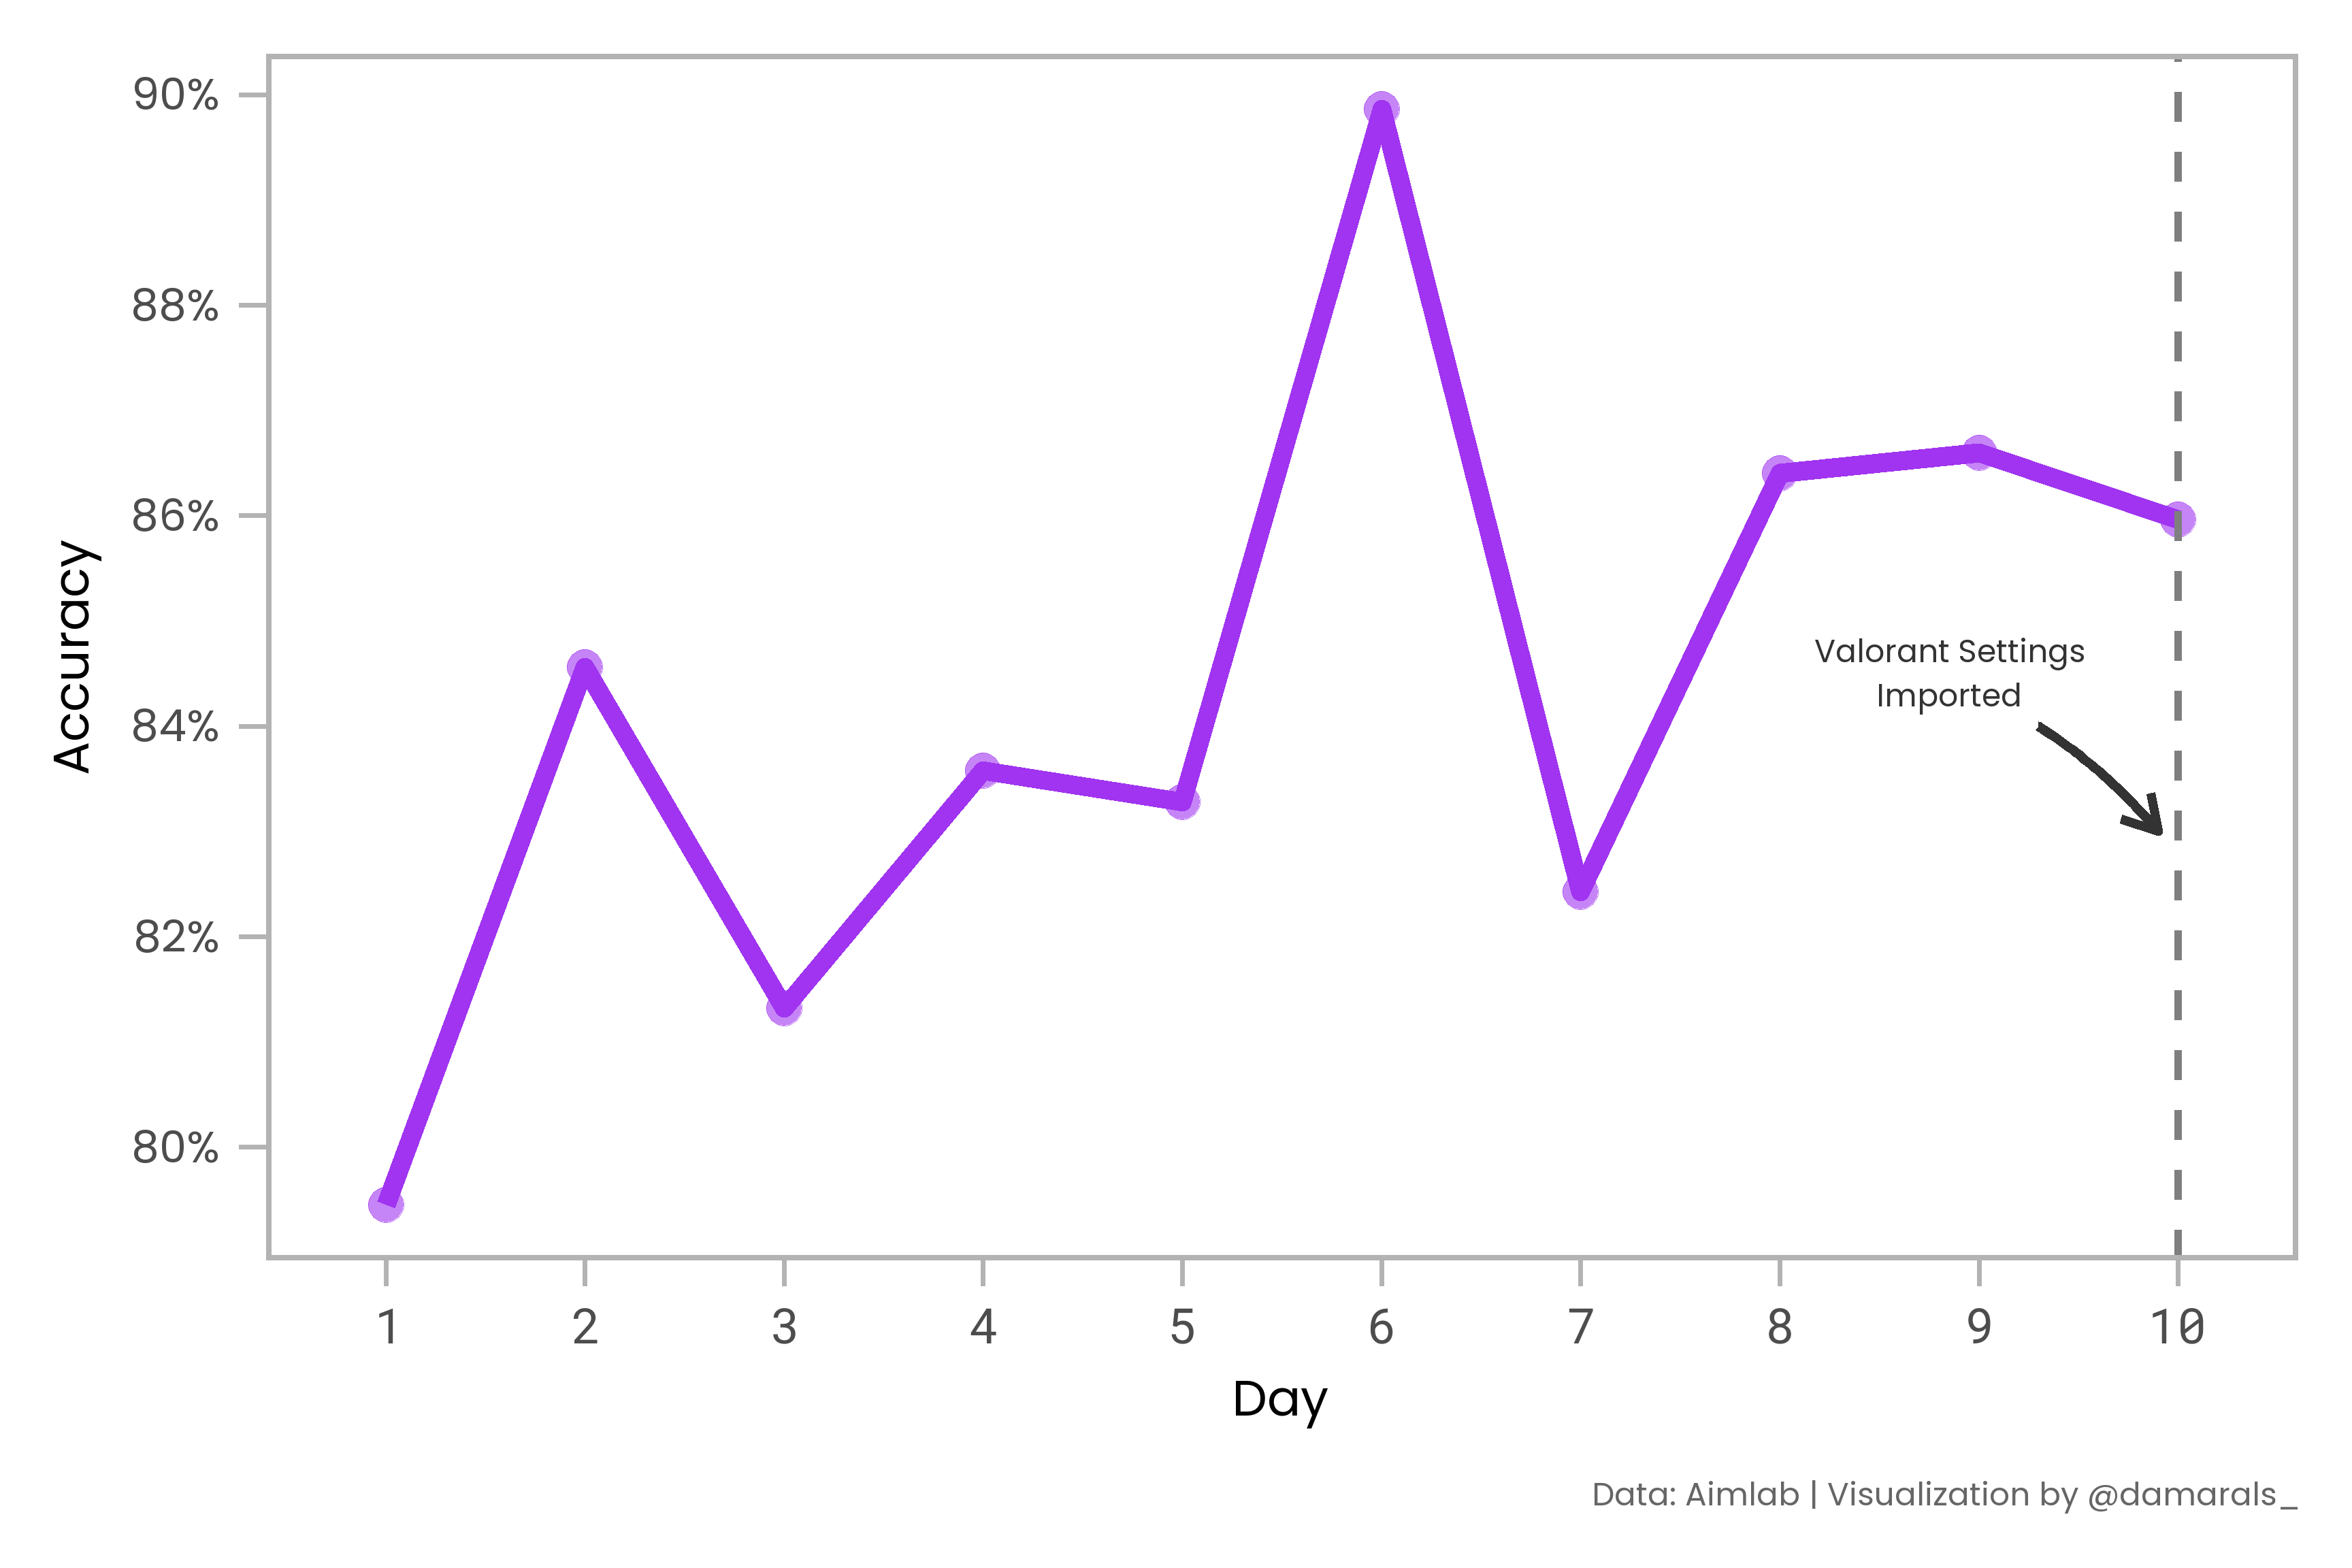 90%
88%
86%
84%
82%
80%
Accuracy
Valorant Settings
Imported
1 2 3 4 5 6 7 8 9 10
Day
Data: Aimlab | Visualization by @damarals_